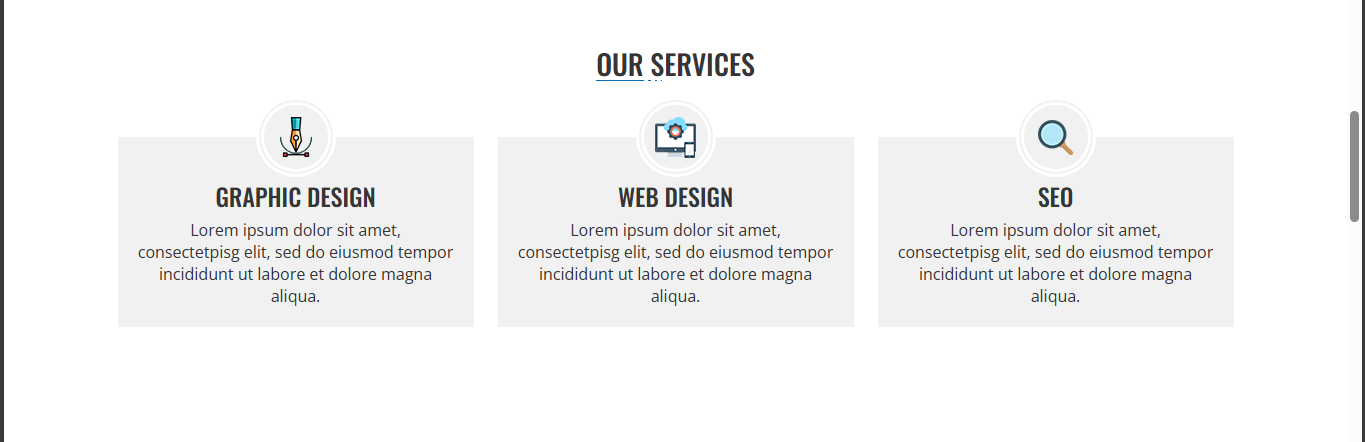 OUR SERVICES
GRAPHIC DESIGN
Lorem ipsum dolor sit amet,
consectetpisg elit, sed do eiusmod tempor
incididunt ut labore et dolore magna
aliqua.
WEB DESIGN
Lorem ipsum dolor sit amet,
consectetpisg elit, sed do eiusmod tempor
incididunt ut labore et dolore magna
aliqua.
SEO
Lorem ipsum dolor sit amet,
consectetpisg elit, sed do eiusmod tempor
incididunt ut labore et dolore magna
aliqua.